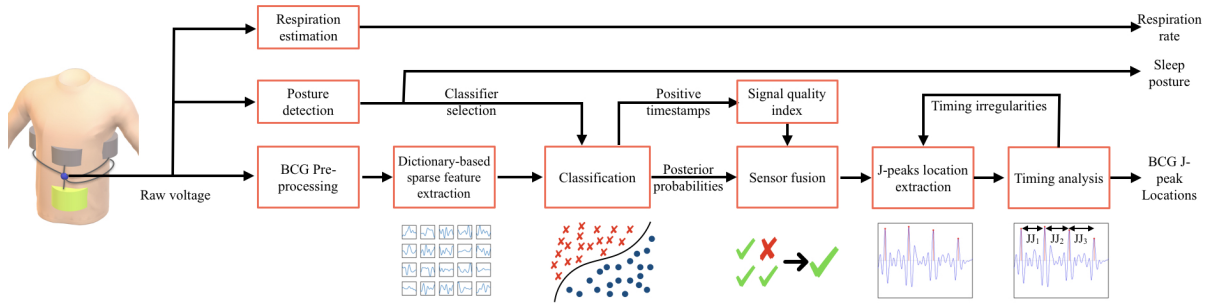 Respiration
estimation
Respiration
rate
Posture
detection
Classifier
selection
Positive
timestamps
Signal quality
index
Timing irregularities
Sleep
posture
Raw voltage
BCG Pre-
processing
Dictionary-based
sparse feature
extraction
Classification
Posterior
probabilities
Sensor fusion
J-peaks location
extraction
Timing analysis
BCG J-
peak
Locations
JJ1 JJ2 JJ3